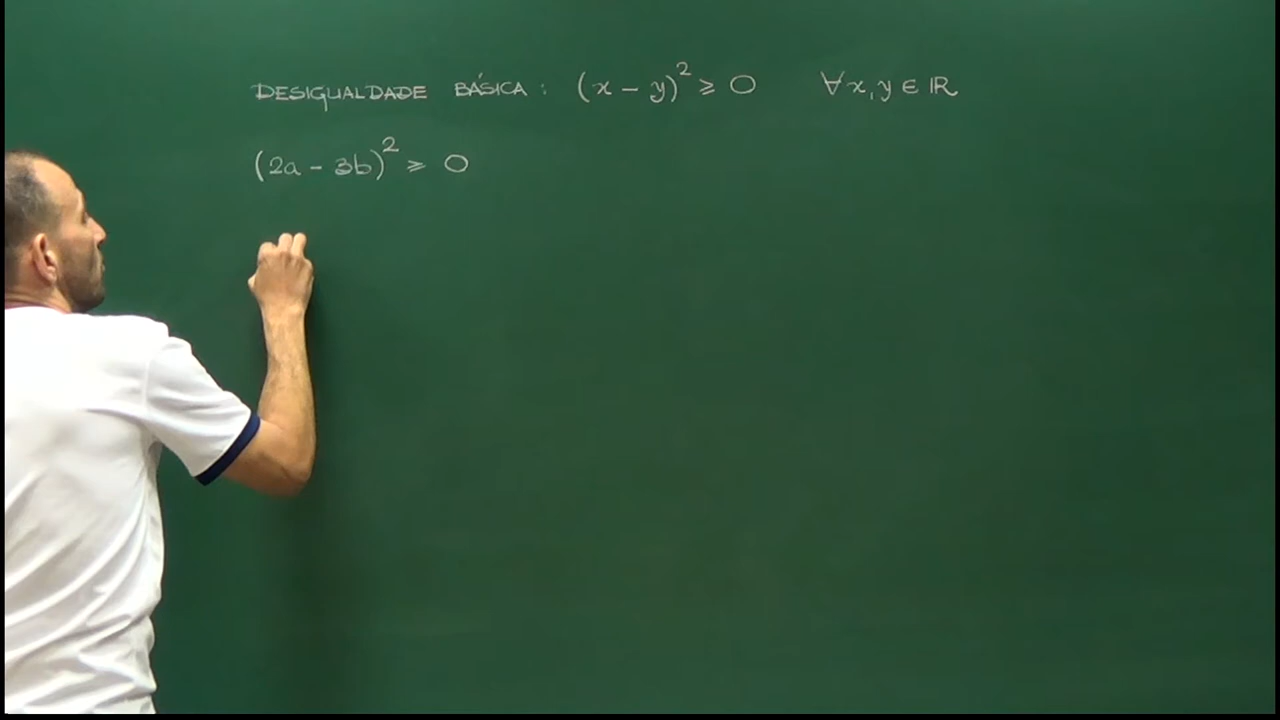 DESIGUALDADE BÁSICA : (x - y)² ≥ 0 ∀ x, y ∈ ℝ
(2a - 3b)² ≥ 0